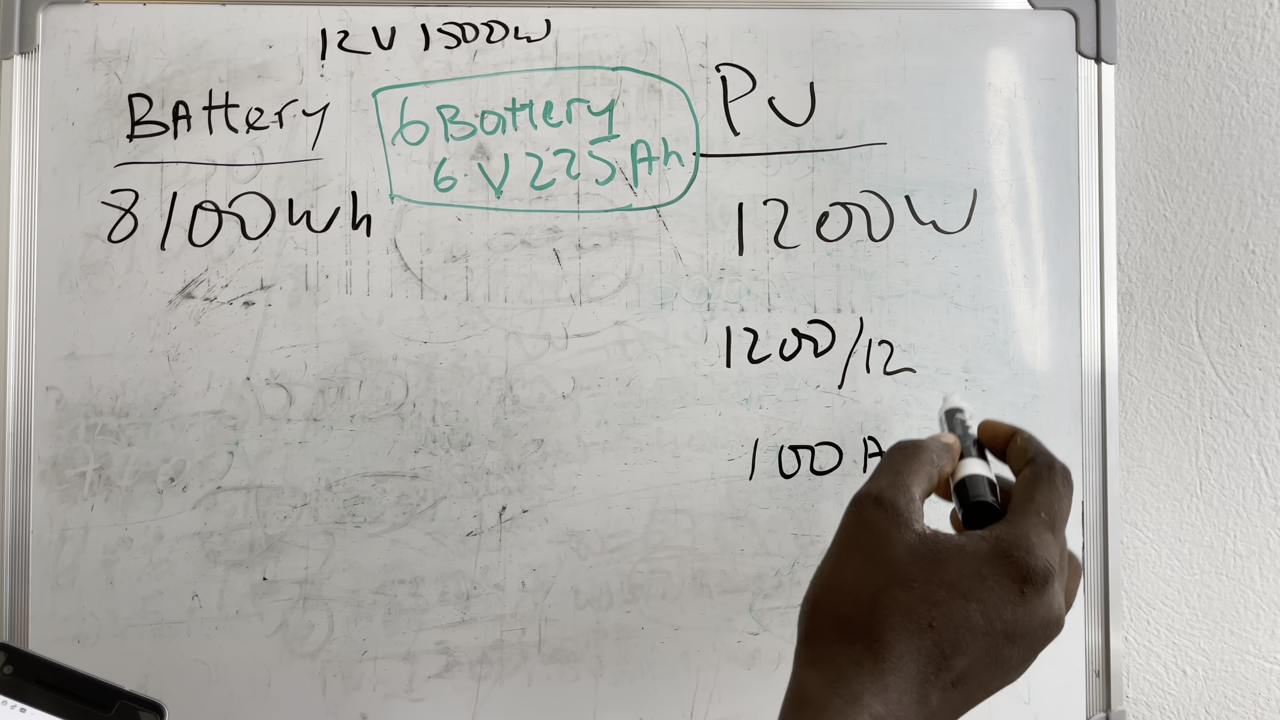 12V 1500W
BAttery
6 Battery
6V 225Ah
8100Wh
PV
1200W
1200/12
100A